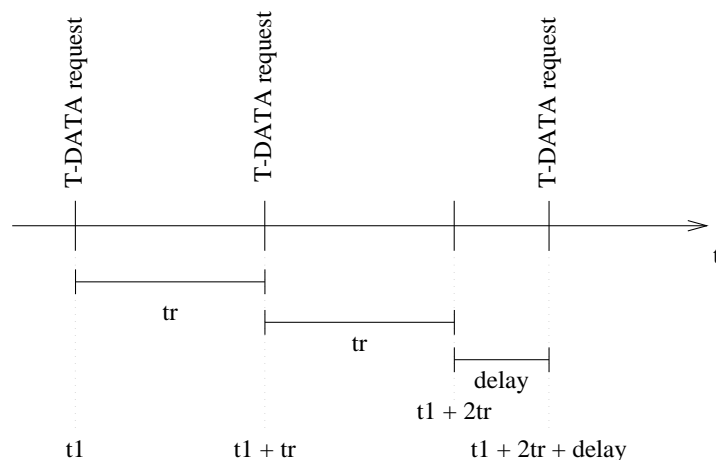 T-DATA request
T-DATA request
T-DATA request
t
tr
tr
delay
t1 + 2tr
t1
t1 + tr
t1 + 2tr + delay